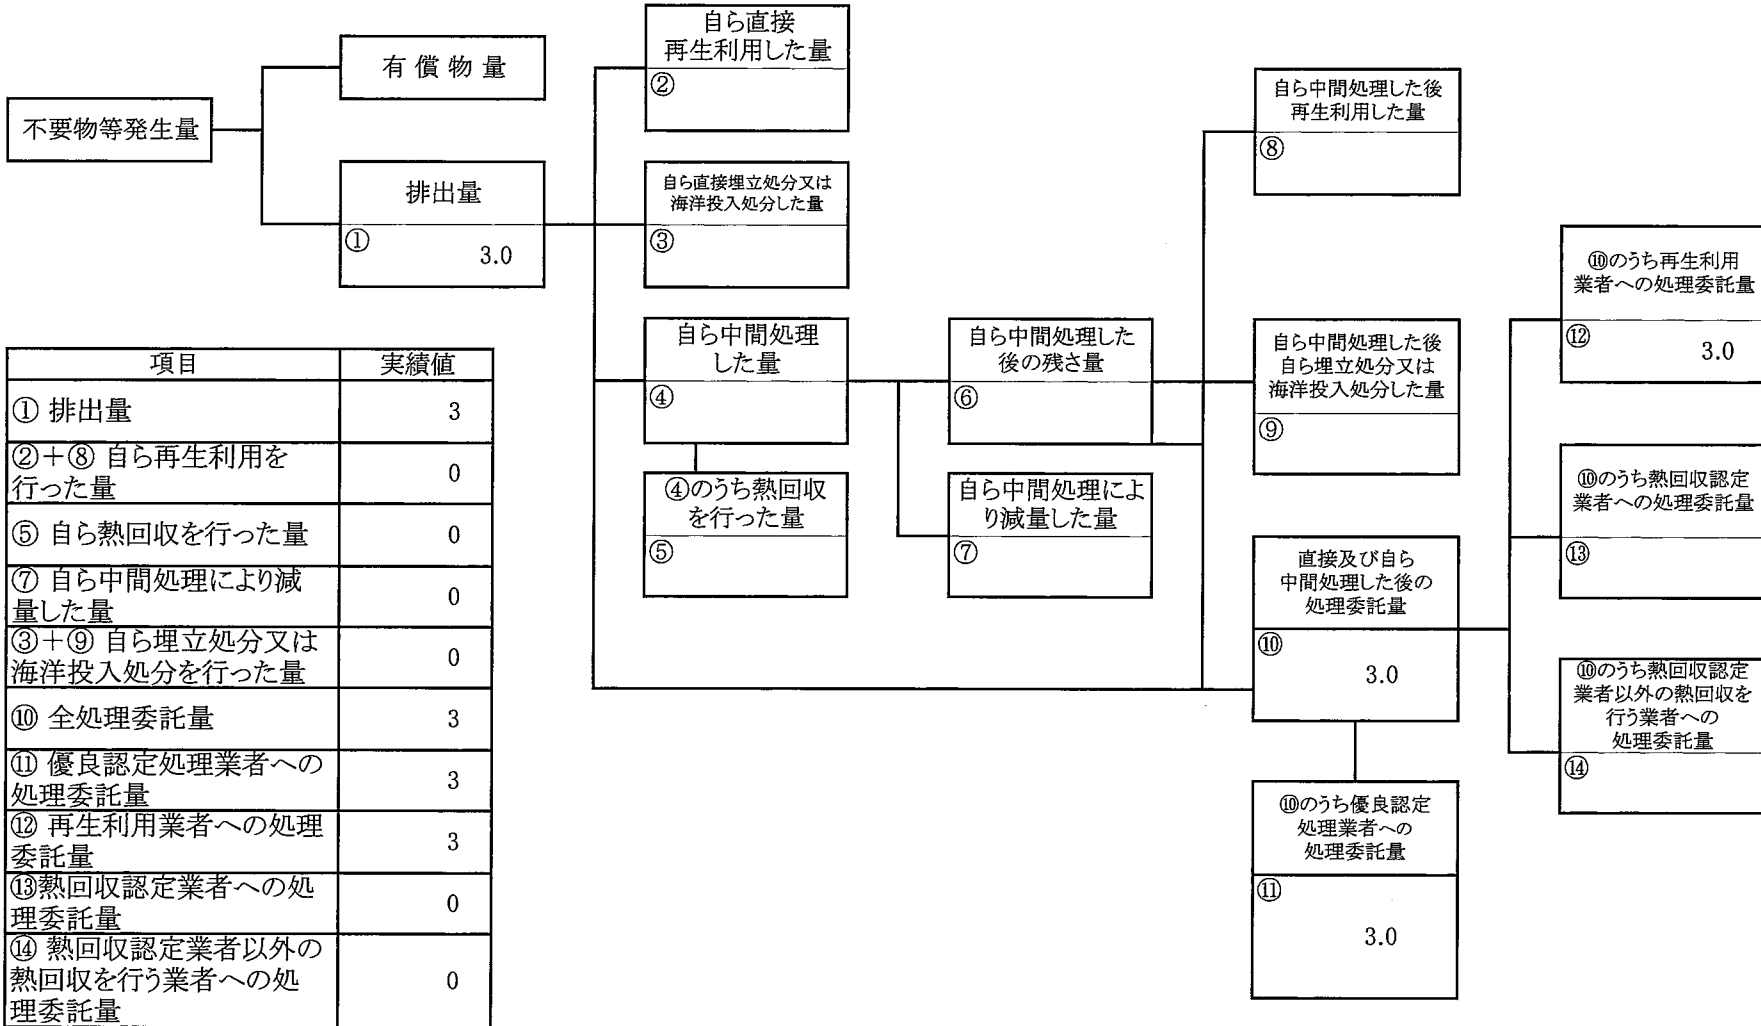 不要物等発生量
有償物量
排出量
① 3.0
自ら直接
再生利用した量
②
自ら直接埋立処分又は
海洋投入処分した量
③
自ら中間処理
した量
④
④のうち熱回収
を行った量
⑤
自ら中間処理した
後の残さ量
⑥
自ら中間処理によ
り減量した量
⑦
自ら中間処理した後
再生利用した量
⑧
自ら中間処理した後
自ら埋立処分又は
海洋投入処分した量
⑨
直接及び自ら
中間処理した後の
処理委託量
⑩
3.0
⑩のうち優良認定
処理業者への
処理委託量
⑪
3.0
⑩のうち再生利用
業者への処理委託量
⑫ 3.0
⑩のうち熱回収認定
業者への処理委託量
⑬
⑩のうち熱回収認定
業者以外の熱回収を
行う業者への
処理委託量
⑭
項目 実績値
① 排出量 3
②+⑧ 自ら再生利用を
行った量 0
⑤ 自ら熱回収を行った量 0
⑦ 自ら中間処理により減
量した量 0
③+⑨ 自ら埋立処分又は
海洋投入処分を行った量 0
⑩ 全処理委託量 3
⑪ 優良認定処理業者への
処理委託量 3
⑫ 再生利用業者への処理
委託量 3
⑬熱回収認定業者への処
理委託量 0
⑭ 熱回収認定業者以外の
熱回収を行う業者への処
理委託量 0